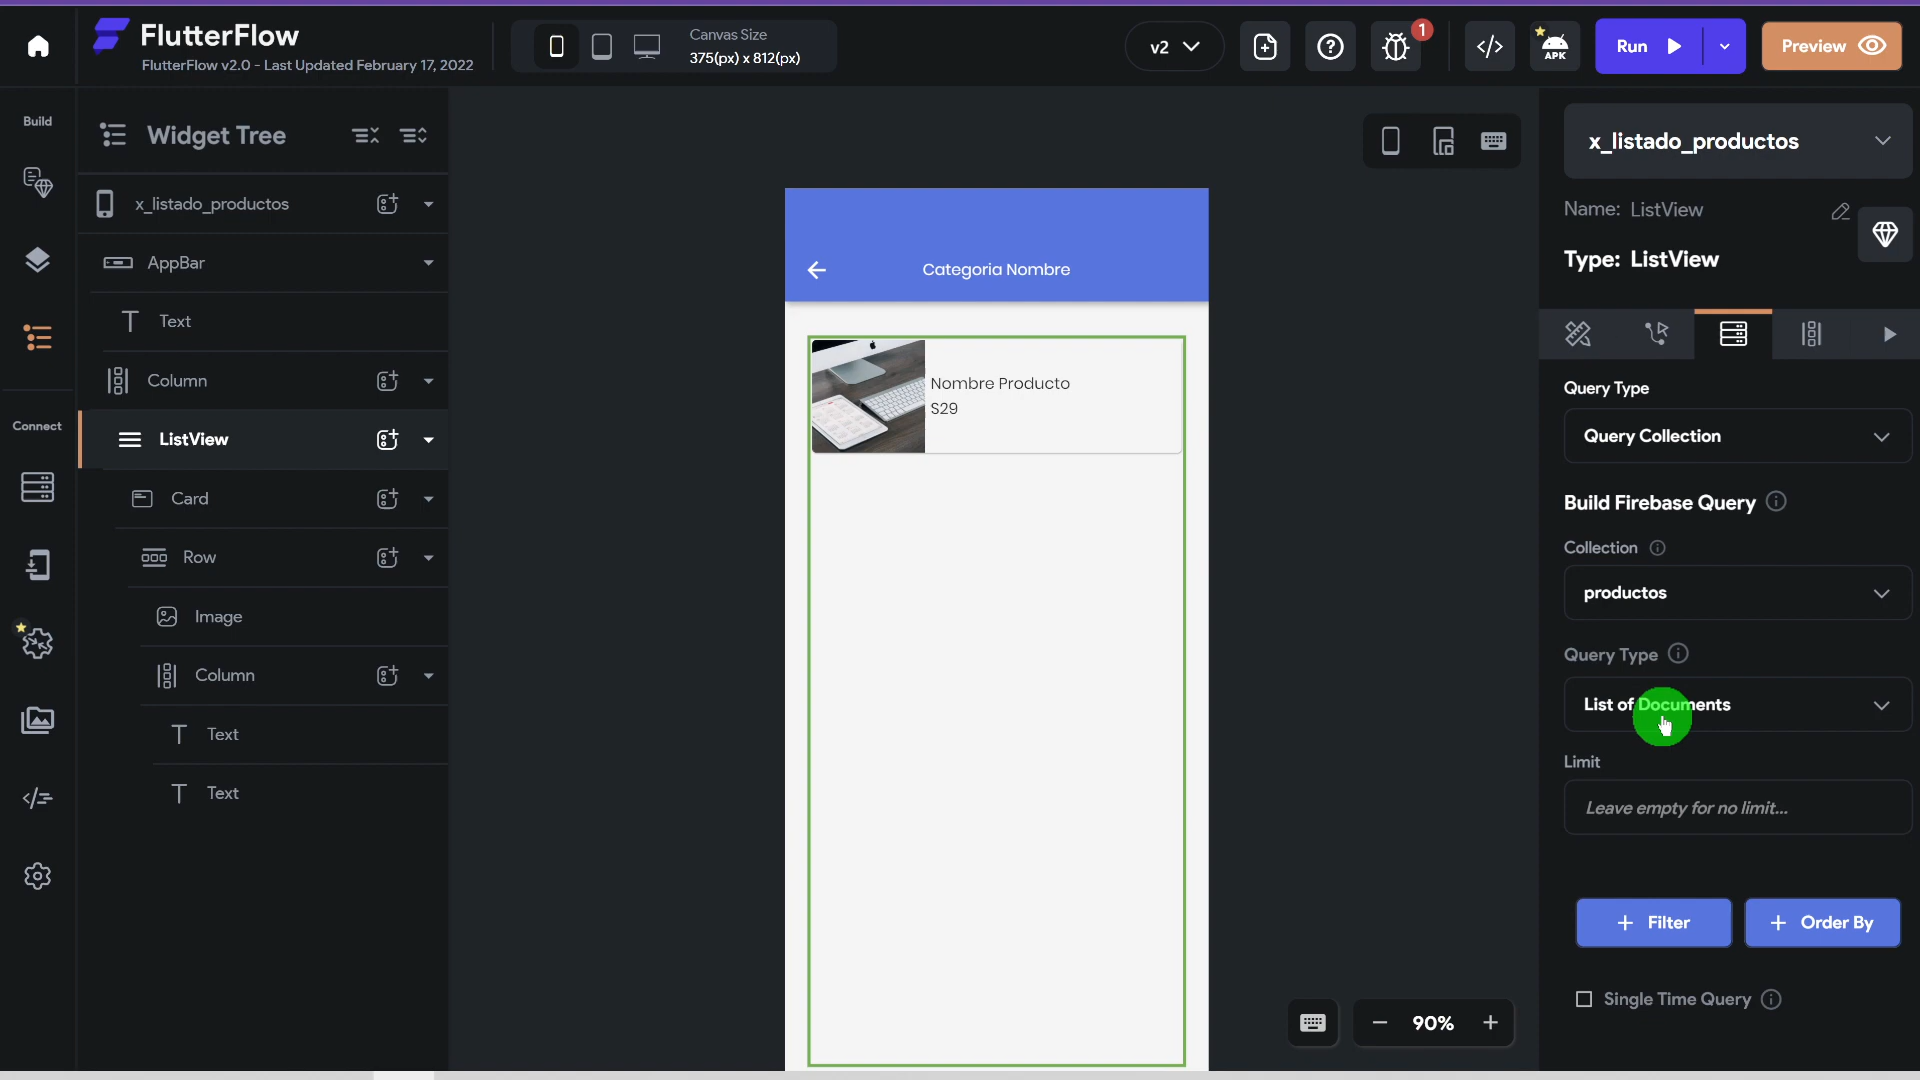 FlutterFlow
FlutterFlow v2.0 - Last Updated February 17, 2022
Canvas Size
375(px) x 812(px)
v2
1
APK
Run
Preview
Build
Connect
Widget Tree
x_listado_productos
AppBar
Text
Column
ListView
Card
Row
Image
Column
Text
Text
Categoria Nombre
Nombre Producto
S29
90%
x_listado_productos
Name: ListView
Type: ListView
Query Type
Query Collection
Build Firebase Query
Collection
productos
Query Type
List of Documents
Limit
Leave empty for no limit...
+ Filter
+ Order By
Single Time Query